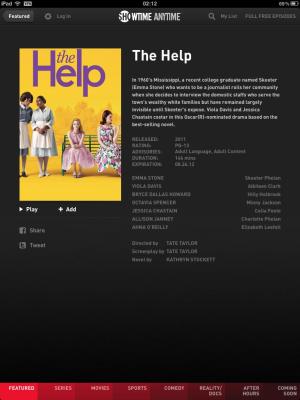 iPad VPN 02:12 69%
Featured Log in SHOWTIME ANYTIME My List FULL FREE EPISODES
the Help
The Help
In 1960's Mississippi, a recent college graduate named Skeeter
(Emma Stone) who wants to be a journalist roils her community
when she decides to interview the domestic staffs who serve the
town's wealthy white families but have remained largely
invisible until Skeeter's expose. Viola Davis and Jessica
Chastain costar in this Oscar(R)-nominated drama based on the
best-selling novel.
RELEASED: 2011
RATING: PG-13
ADVISORIES: Adult Language, Adult Content
DURATION: 146 mins
EXPIRATION: 08.26.12
EMMA STONE Skeeter Phelan
VIOLA DAVIS Aibileen Clark
BRYCE DALLAS HOWARD Hilly Holbrook
OCTAVIA SPENCER Minny Jackson
JESSICA CHASTAIN Celia Foote
ALLISON JANNEY Charlotte Phelan
AHNA O'REILLY Elizabeth Leefolt
Directed by TATE TAYLOR
Screenplay by TATE TAYLOR
Novel by KATHRYN STOCKETT
Play Add
Share
Tweet
FEATURED SERIES MOVIES SPORTS COMEDY REALITY/DOCS AFTER HOURS COMING SOON